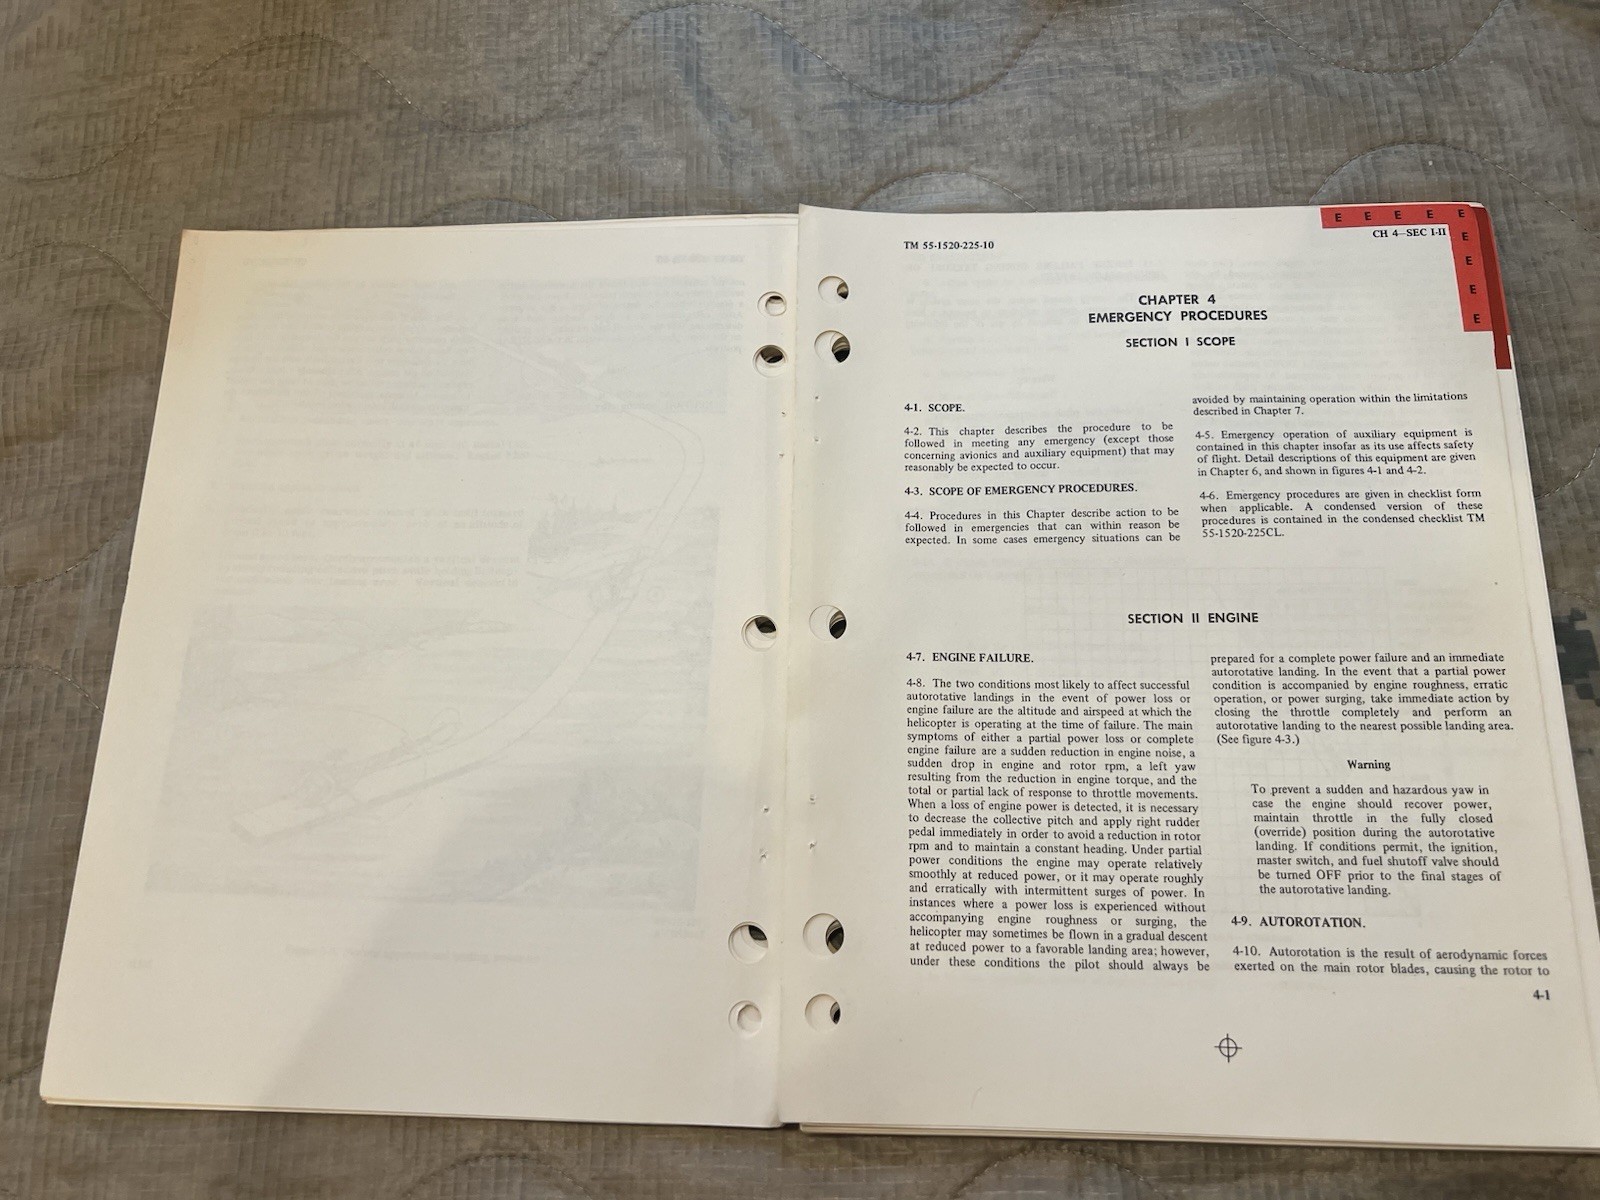 E E E E E
TM 55-1520-225-10
CH 4—SEC I-II
E
E
E
E
CHAPTER 4
EMERGENCY PROCEDURES
SECTION I SCOPE
4-1. SCOPE.
4-2. This chapter describes the procedure to be
followed in meeting any emergency (except those
concerning avionics and auxiliary equipment) that may
reasonably be expected to occur.
4-3. SCOPE OF EMERGENCY PROCEDURES.
4-4. Procedures in this Chapter describe action to be
followed in emergencies that can within reason be
expected. In some cases emergency situations can be
avoided by maintaining operation within the limitations
described in Chapter 7.
4-5. Emergency operation of auxiliary equipment is
contained in this chapter insofar as its use affects safety
of flight. Detail descriptions of this equipment are given
in Chapter 6, and shown in figures 4-1 and 4-2.
4-6. Emergency procedures are given in checklist form
when applicable. A condensed version of these
procedures is contained in the condensed checklist TM
55-1520-225CL.
SECTION II ENGINE
4-7. ENGINE FAILURE.
4-8. The two conditions most likely to affect successful
autorotative landings in the event of power loss or
engine failure are the altitude and airspeed at which the
helicopter is operating at the time of failure. The main
symptoms of either a partial power loss or complete
engine failure are a sudden reduction in engine noise, a
sudden drop in engine and rotor rpm, a left yaw
resulting from the reduction in engine torque, and the
total or partial lack of response to throttle movements.
When a loss of engine power is detected, it is necessary
to decrease the collective pitch and apply right rudder
pedal immediately in order to avoid a reduction in rotor
rpm and to maintain a constant heading. Under partial
power conditions the engine may operate relatively
smoothly at reduced power, or it may operate roughly
and erratically with intermittent surges of power. In
instances where a power loss is experienced without
accompanying engine roughness or surging, the
helicopter may sometimes be flown in a gradual descent
at reduced power to a favorable landing area; however,
under these conditions the pilot should always be
prepared for a complete power failure and an immediate
autorotative landing. In the event that a partial power
condition is accompanied by engine roughness, erratic
operation, or power surging, take immediate action by
closing the throttle completely and perform an
autorotative landing to the nearest possible landing area.
(See figure 4-3.)
Warning
To prevent a sudden and hazardous yaw in
case the engine should recover power,
maintain throttle in the fully closed
(override) position during the autorotative
landing. If conditions permit, the ignition,
master switch, and fuel shutoff valve should
be turned OFF prior to the final stages of
the autorotative landing.
4-9. AUTOROTATION.
4-10. Autorotation is the result of aerodynamic forces
exerted on the main rotor blades, causing the rotor to
4-1